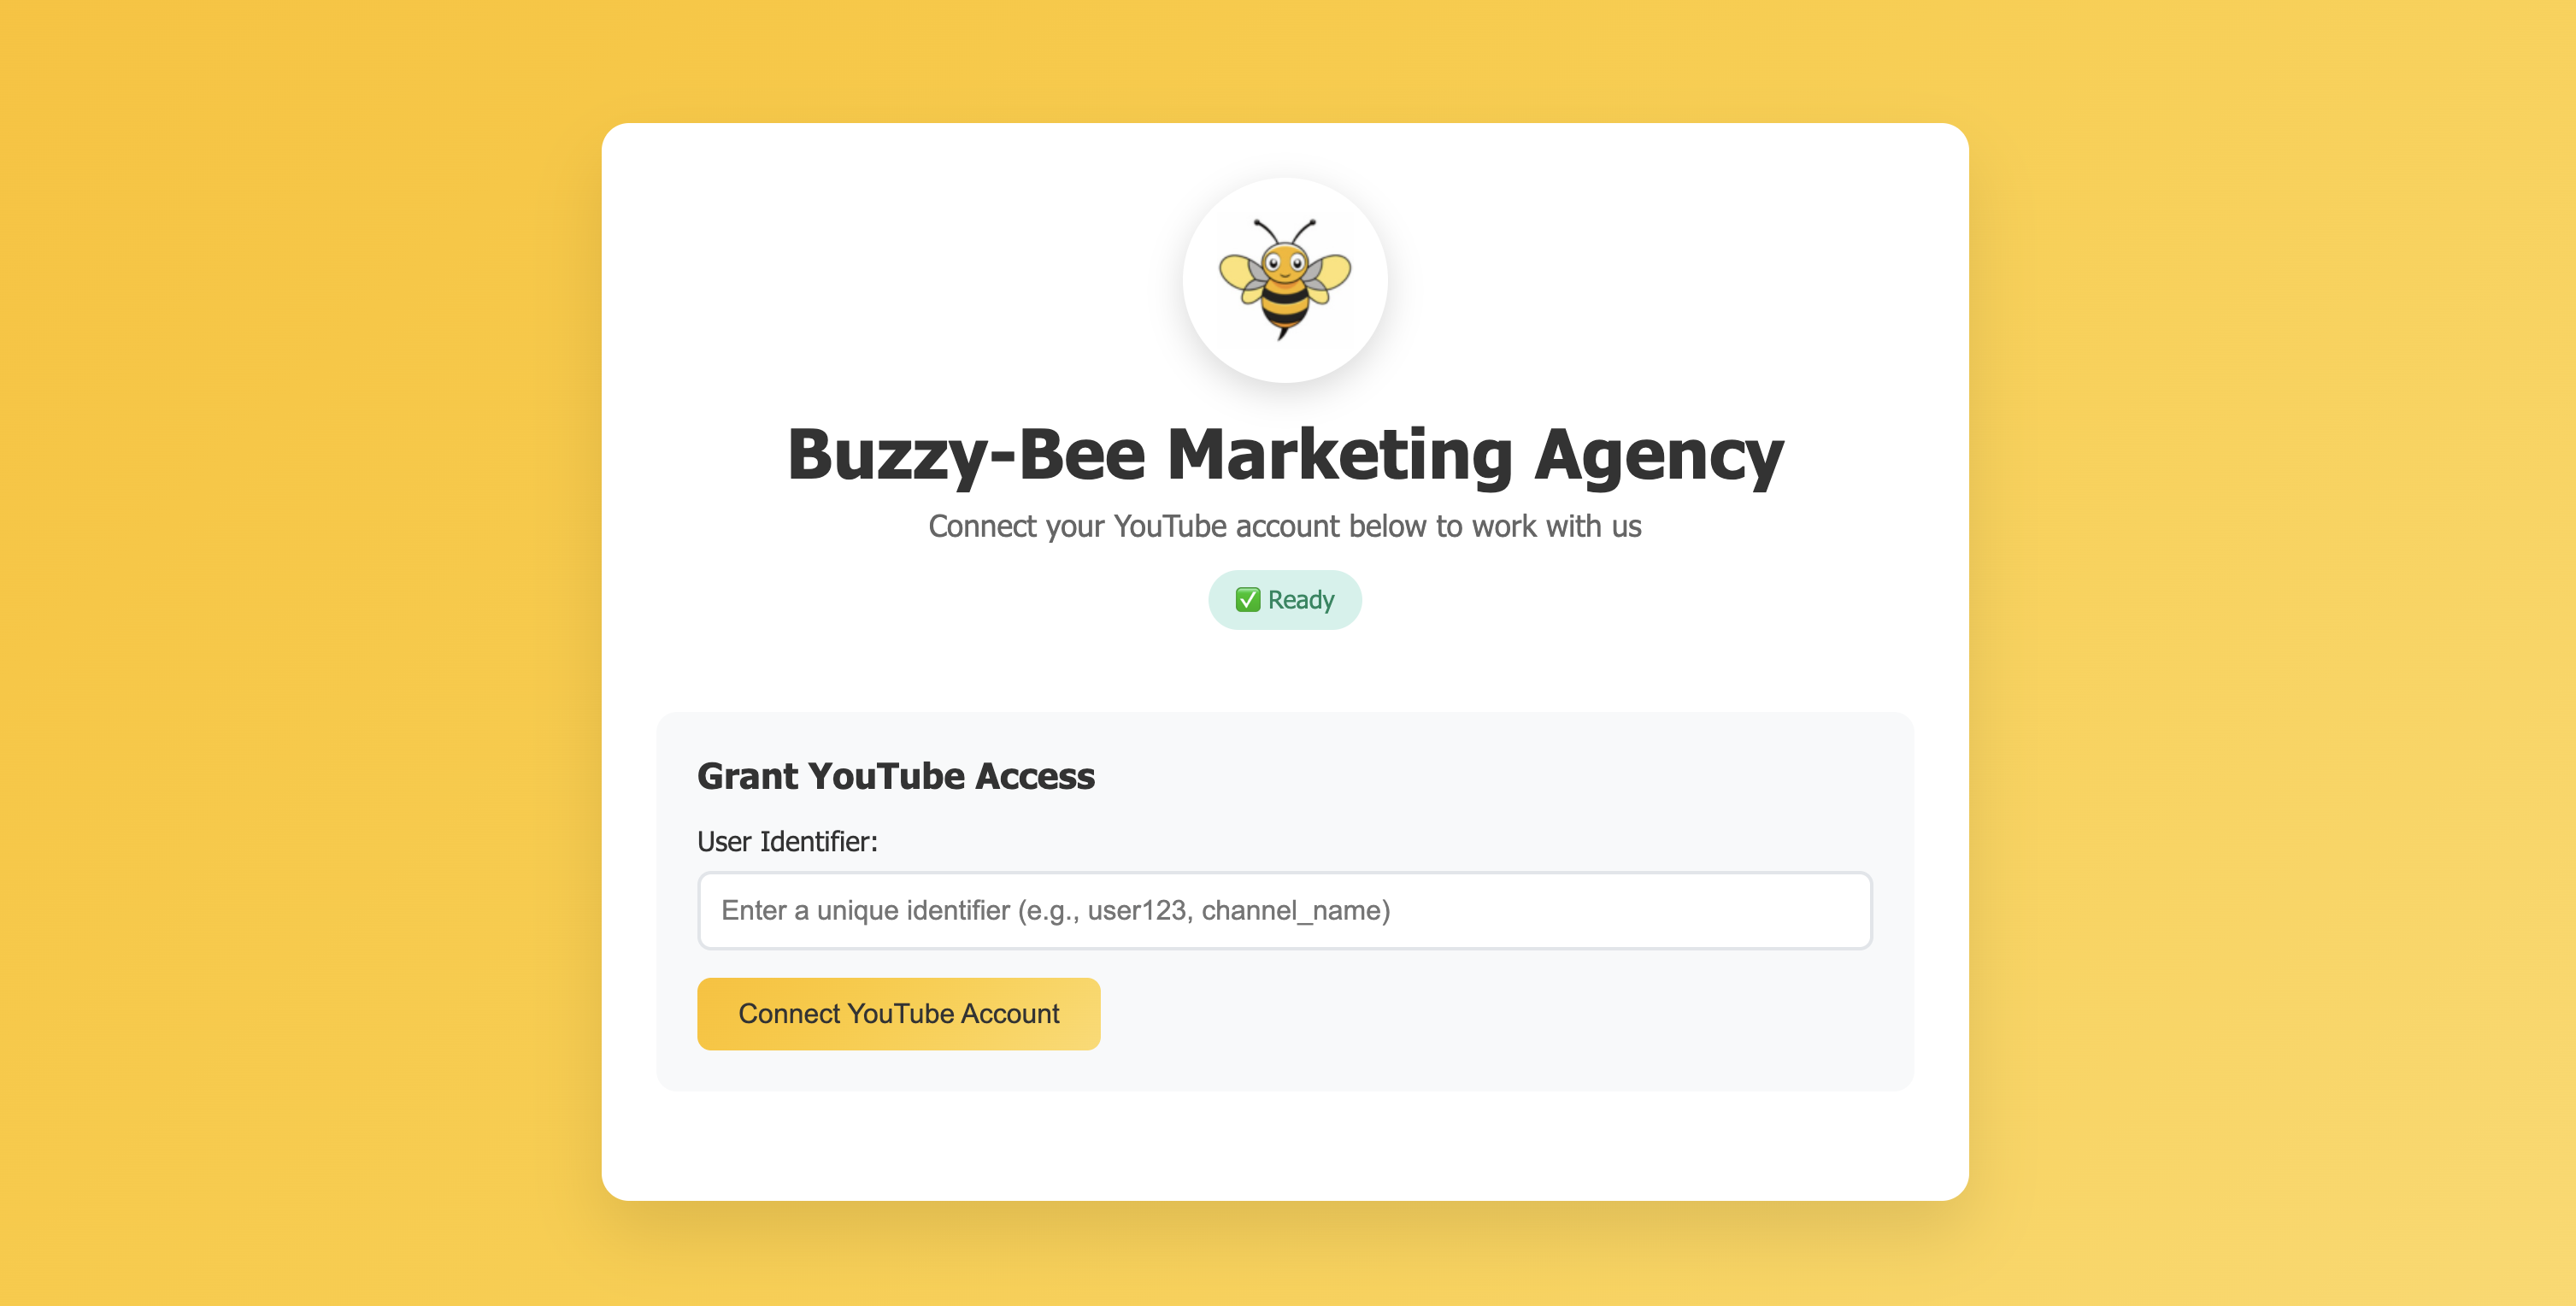 Buzzy-Bee Marketing Agency
Connect your YouTube account below to work with us
✅ Ready
Grant YouTube Access
User Identifier:
Enter a unique identifier (e.g., user123, channel_name)
Connect YouTube Account